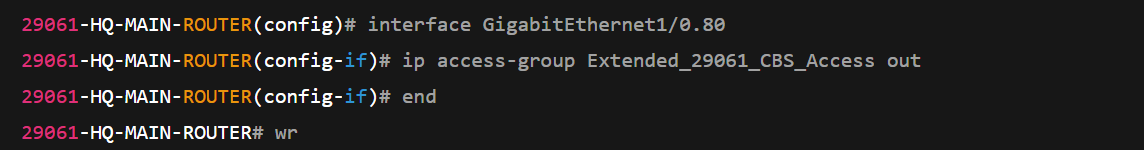 29061-HQ-MAIN-ROUTER(config)# interface GigabitEthernet1/0.80
29061-HQ-MAIN-ROUTER(config-if)# ip access-group Extended_29061_CBS_Access out
29061-HQ-MAIN-ROUTER(config-if)# end
29061-HQ-MAIN-ROUTER# wr